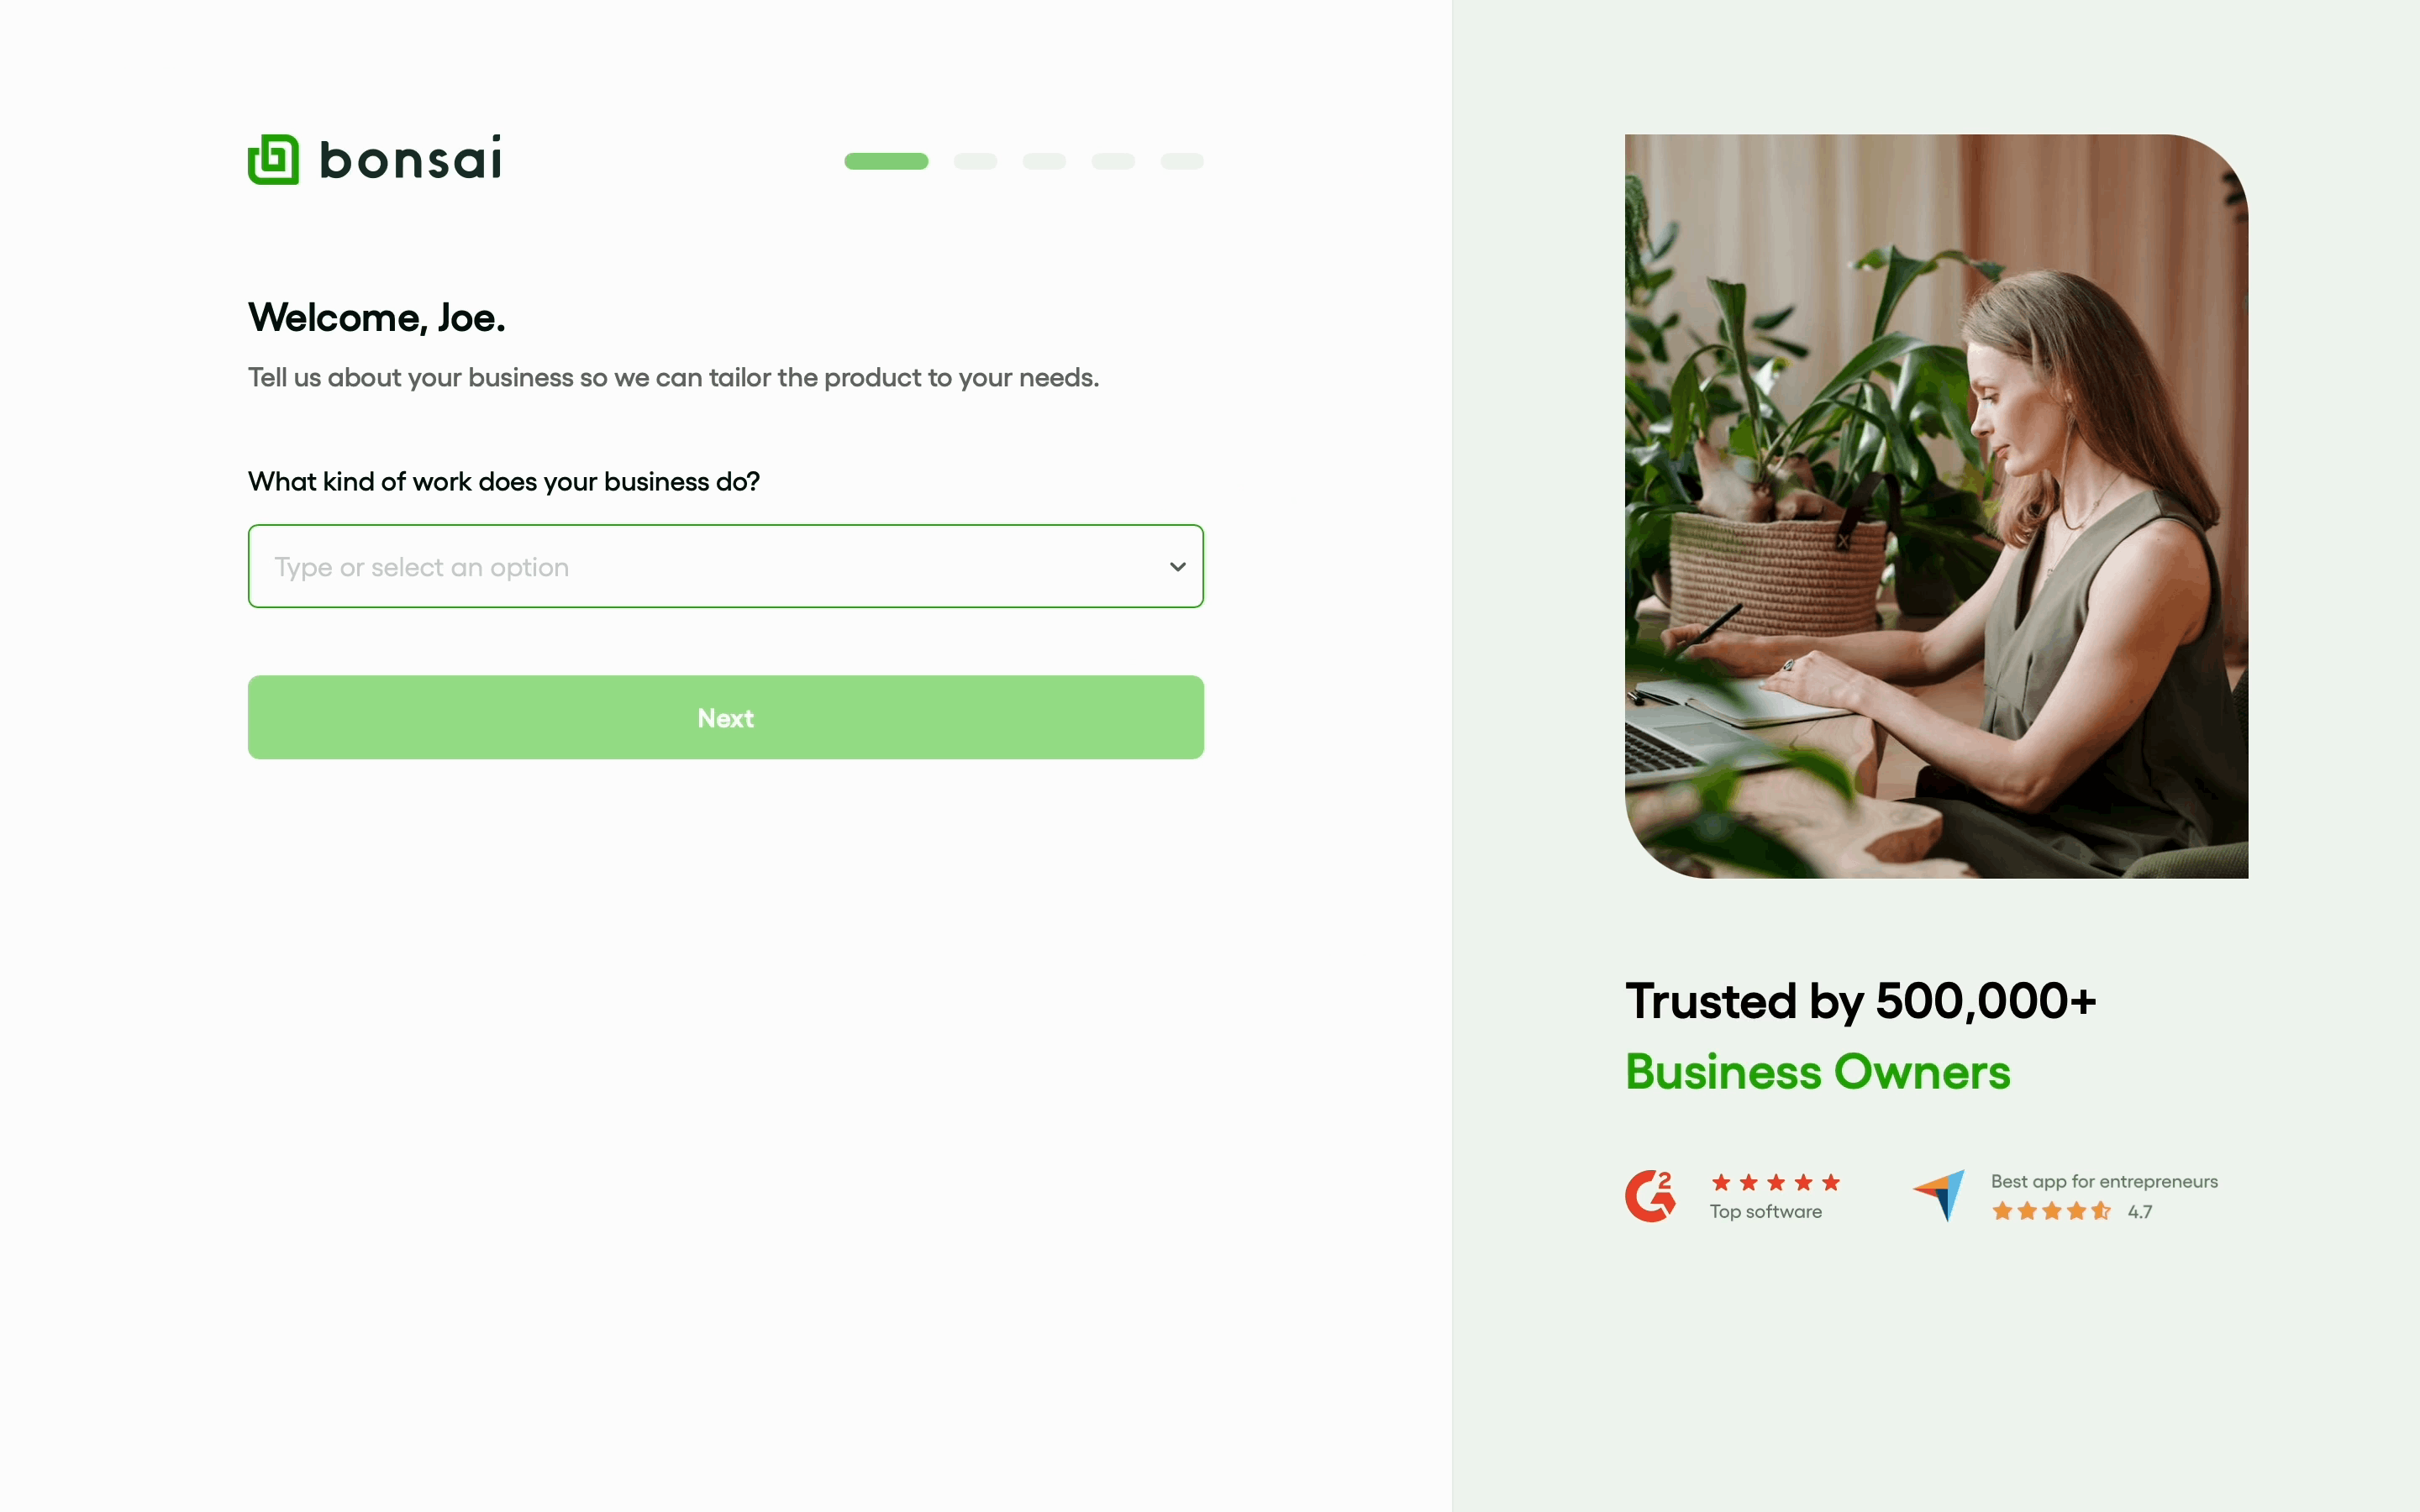 bonsai
Welcome, Joe.
Tell us about your business so we can tailor the product to your needs.
What kind of work does your business do?
Type or select an option
Next
Trusted by 500,000+
Business Owners
G2
Top software
Best app for entrepreneurs
4.7